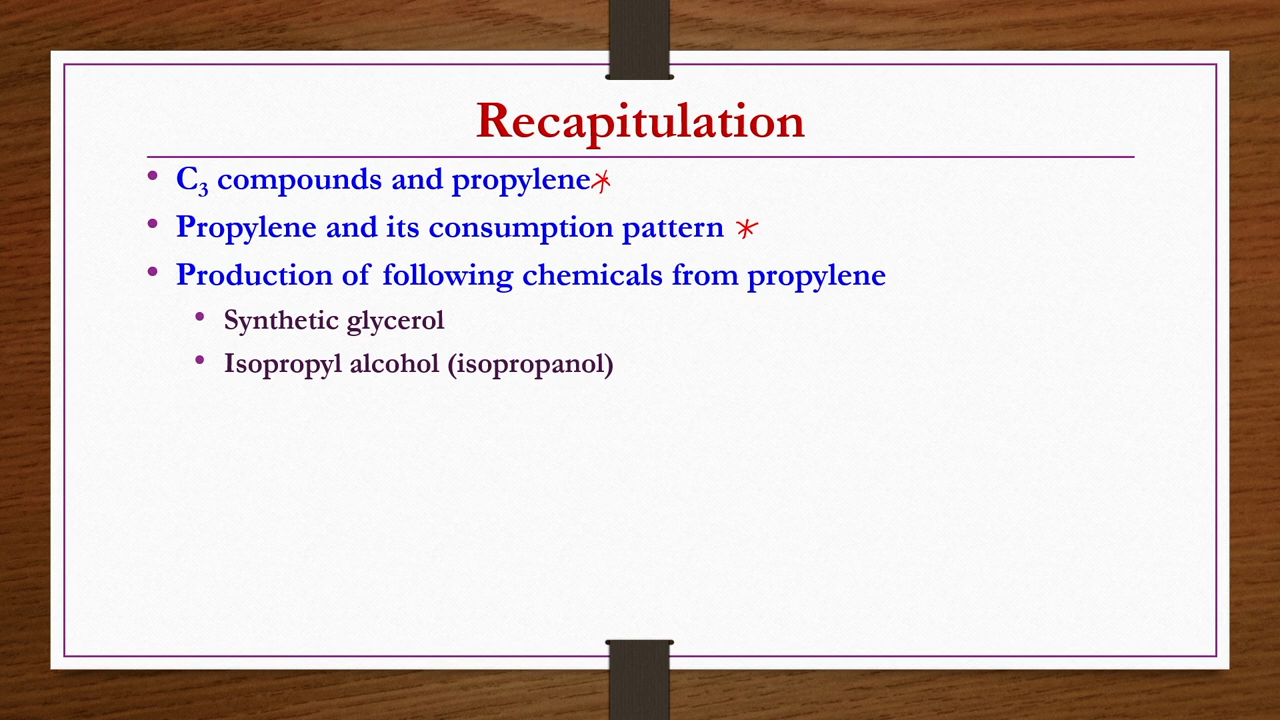 Recapitulation
• C₃ compounds and propylene*
• Propylene and its consumption pattern *
• Production of following chemicals from propylene
• Synthetic glycerol
• Isopropyl alcohol (isopropanol)